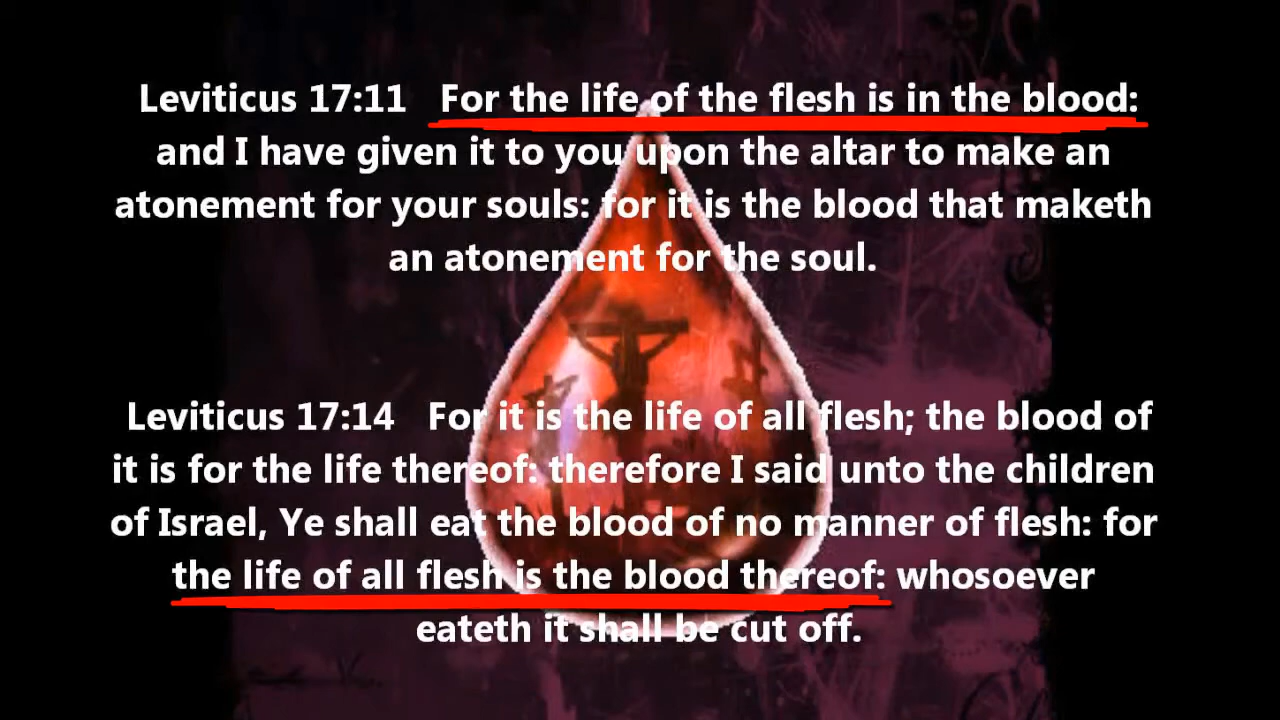 Leviticus 17:11 For the life of the flesh is in the blood:
and I have given it to you upon the altar to make an
atonement for your souls: for it is the blood that maketh
an atonement for the soul.
Leviticus 17:14 For it is the life of all flesh; the blood of
it is for the life thereof: therefore I said unto the children
of Israel, Ye shall eat the blood of no manner of flesh: for
the life of all flesh is the blood thereof: whosoever
eateth it shall be cut off.